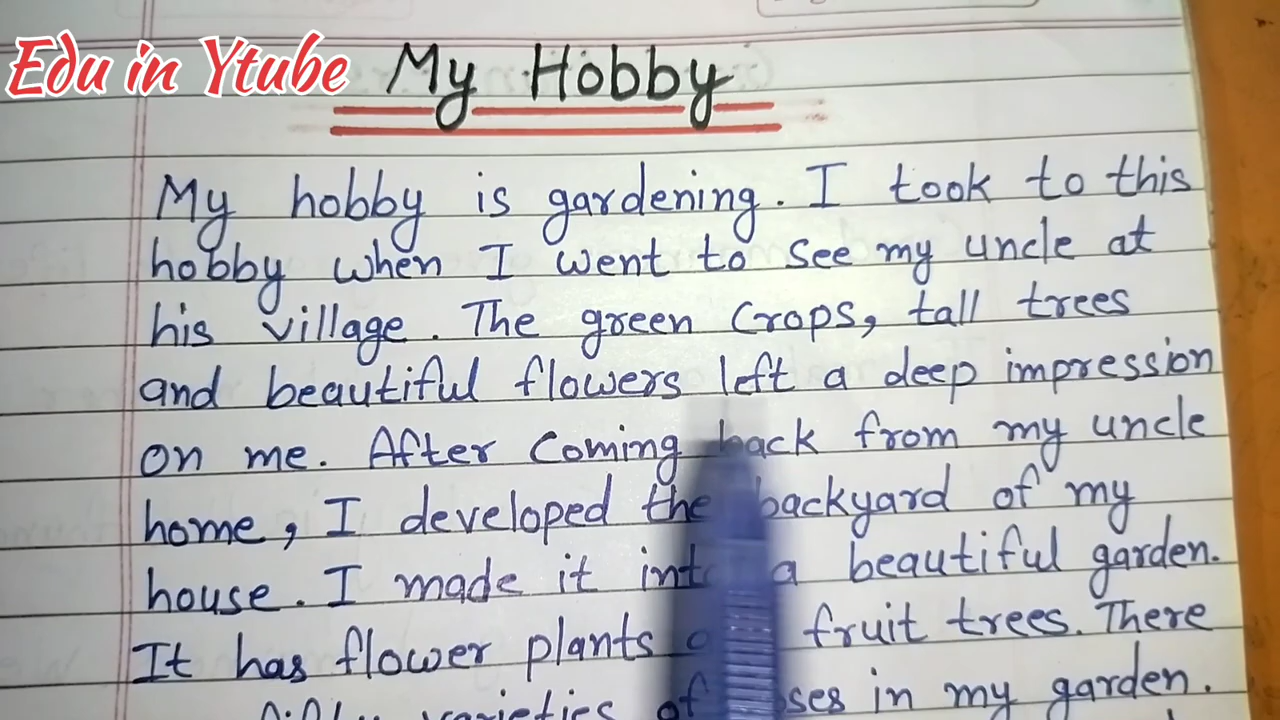 Edu in Ytube
My Hobby
My hobby is gardening. I took to this
hobby when I went to see my uncle at
his village. The green crops, tall trees
and beautiful flowers left a deep impression
on me. After coming back from my uncle
home, I developed the backyard of my
house. I made it into a beautiful garden.
It has flower plants fruit trees. There
varieties of in my garden.